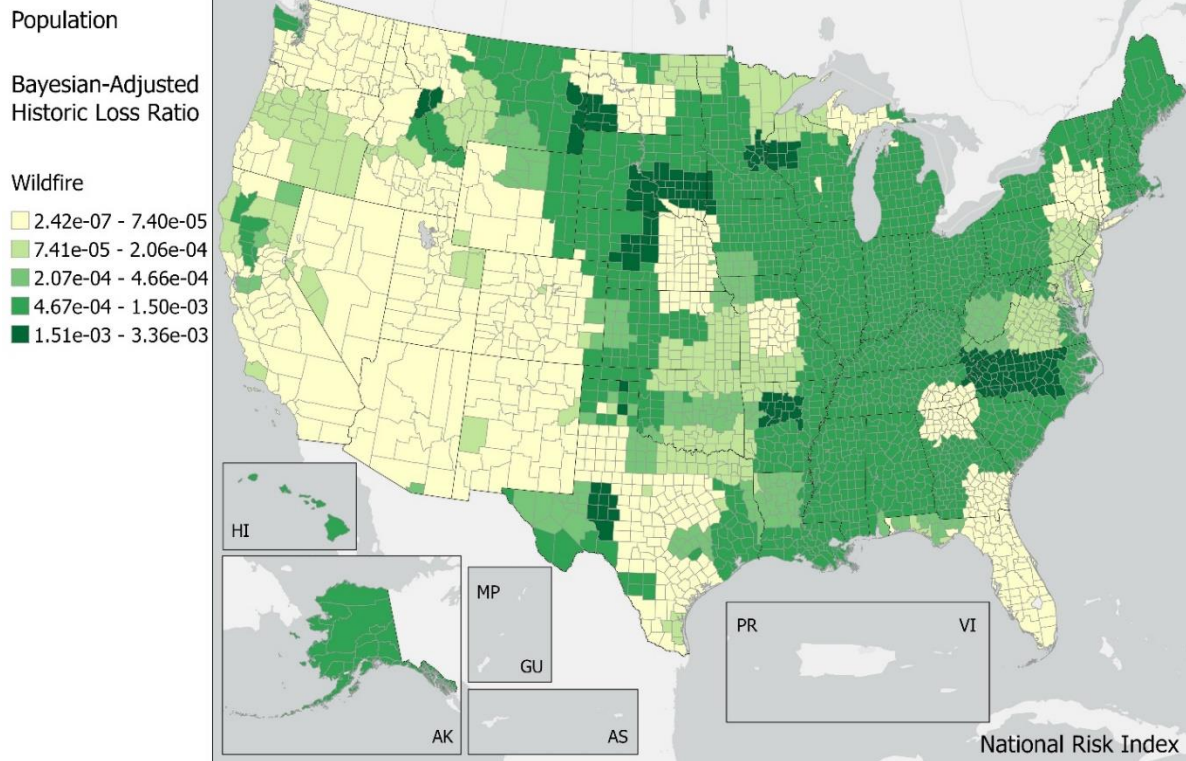 Population
Bayesian-Adjusted
Historic Loss Ratio
Wildfire
2.42e-07 - 7.40e-05
7.41e-05 - 2.06e-04
2.07e-04 - 4.66e-04
4.67e-04 - 1.50e-03
1.51e-03 - 3.36e-03
HI
AK
MP
GU
AS
PR
VI
National Risk Index